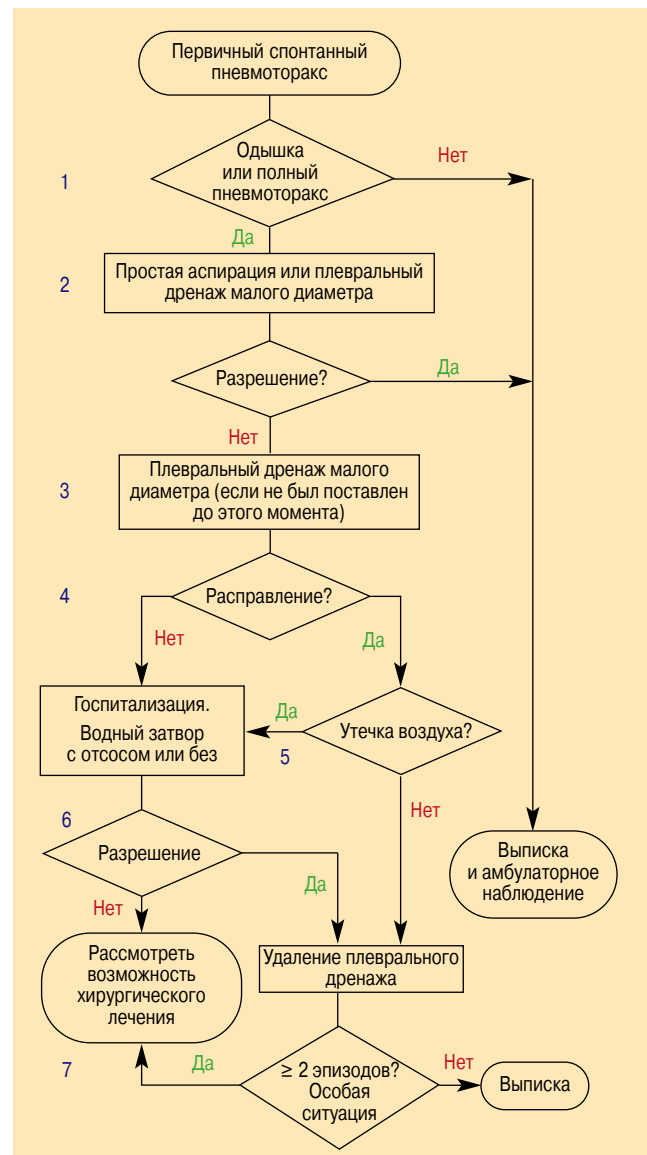 Первичный спонтанный
пневмоторакс
1
Одышка
или полный
пневмоторакс
Нет
Да
2
Простая аспирация или плевральный
дренаж малого диаметра
Разрешение?
Да
Нет
3
Плевральный дренаж малого
диаметра (если не был поставлен
до этого момента)
4
Расправление?
Нет
Да
Госпитализация.
Водный затвор
с отсосом или без
Да
5
Утечка воздуха?
Нет
6
Разрешение
Да
Нет
Выписка
и амбулаторное
наблюдение
Рассмотреть
возможность
хирургического
лечения
Удаление плеврального
дренажа
7
Да
≥ 2 эпизодов?
Особая
ситуация
Нет
Выписка